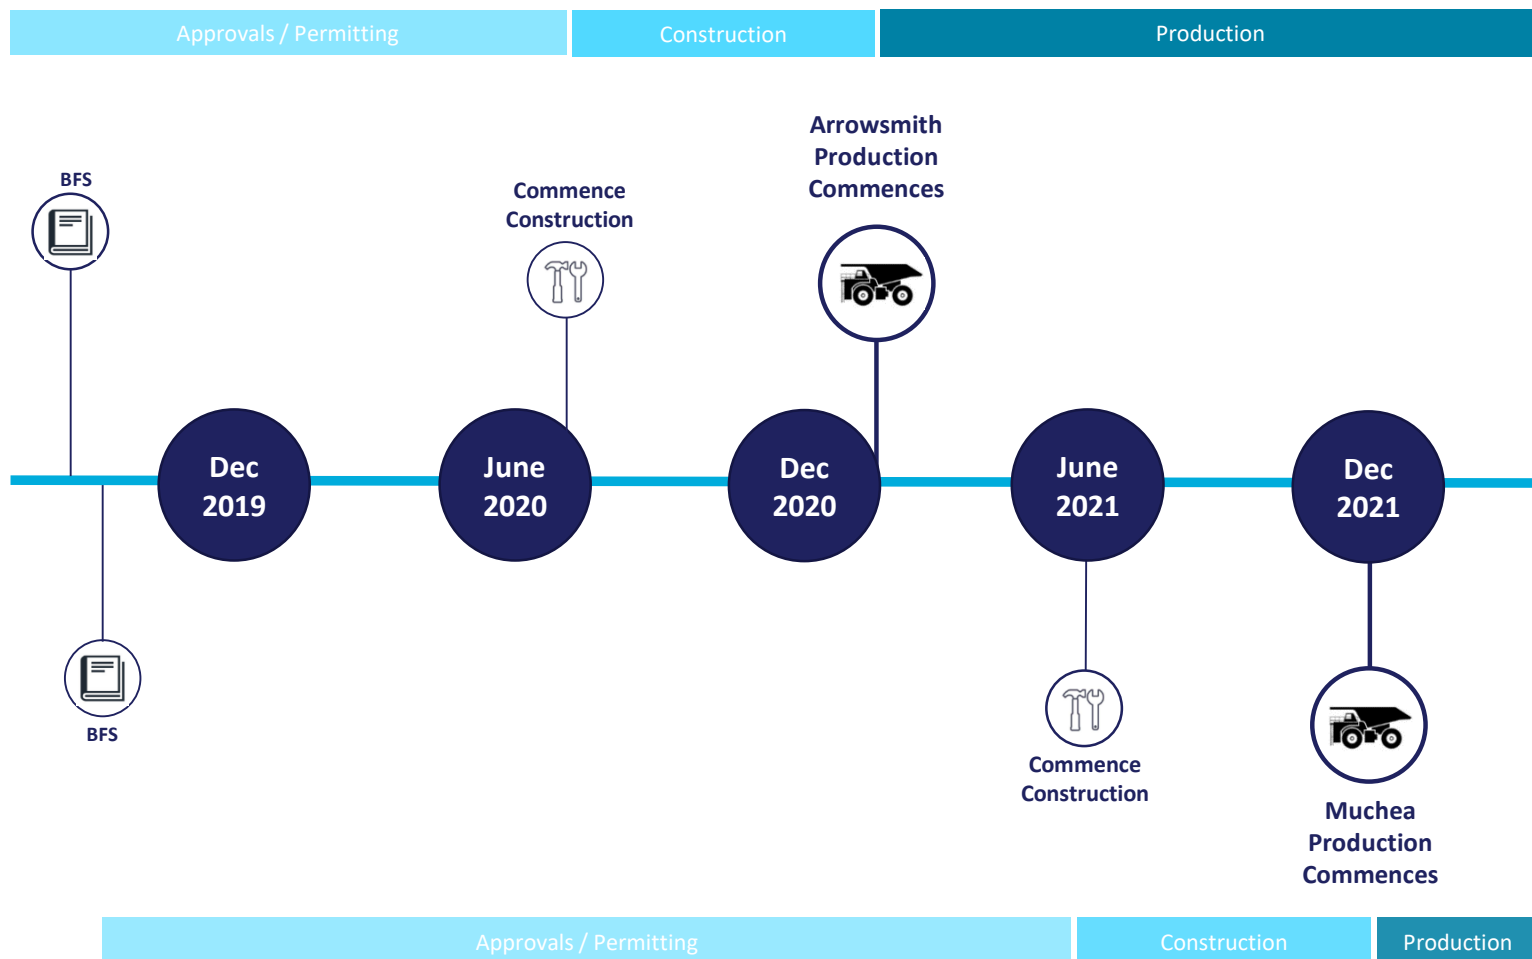 Approvals / Permitting
Construction
Production
Arrowsmith
Production
Commences
BFS
Commence
Construction
Dec
2019
June
2020
Dec
2020
June
2021
Dec
2021
BFS
Commence
Construction
Muchea
Production
Commences
Approvals / Permitting
Construction
Production